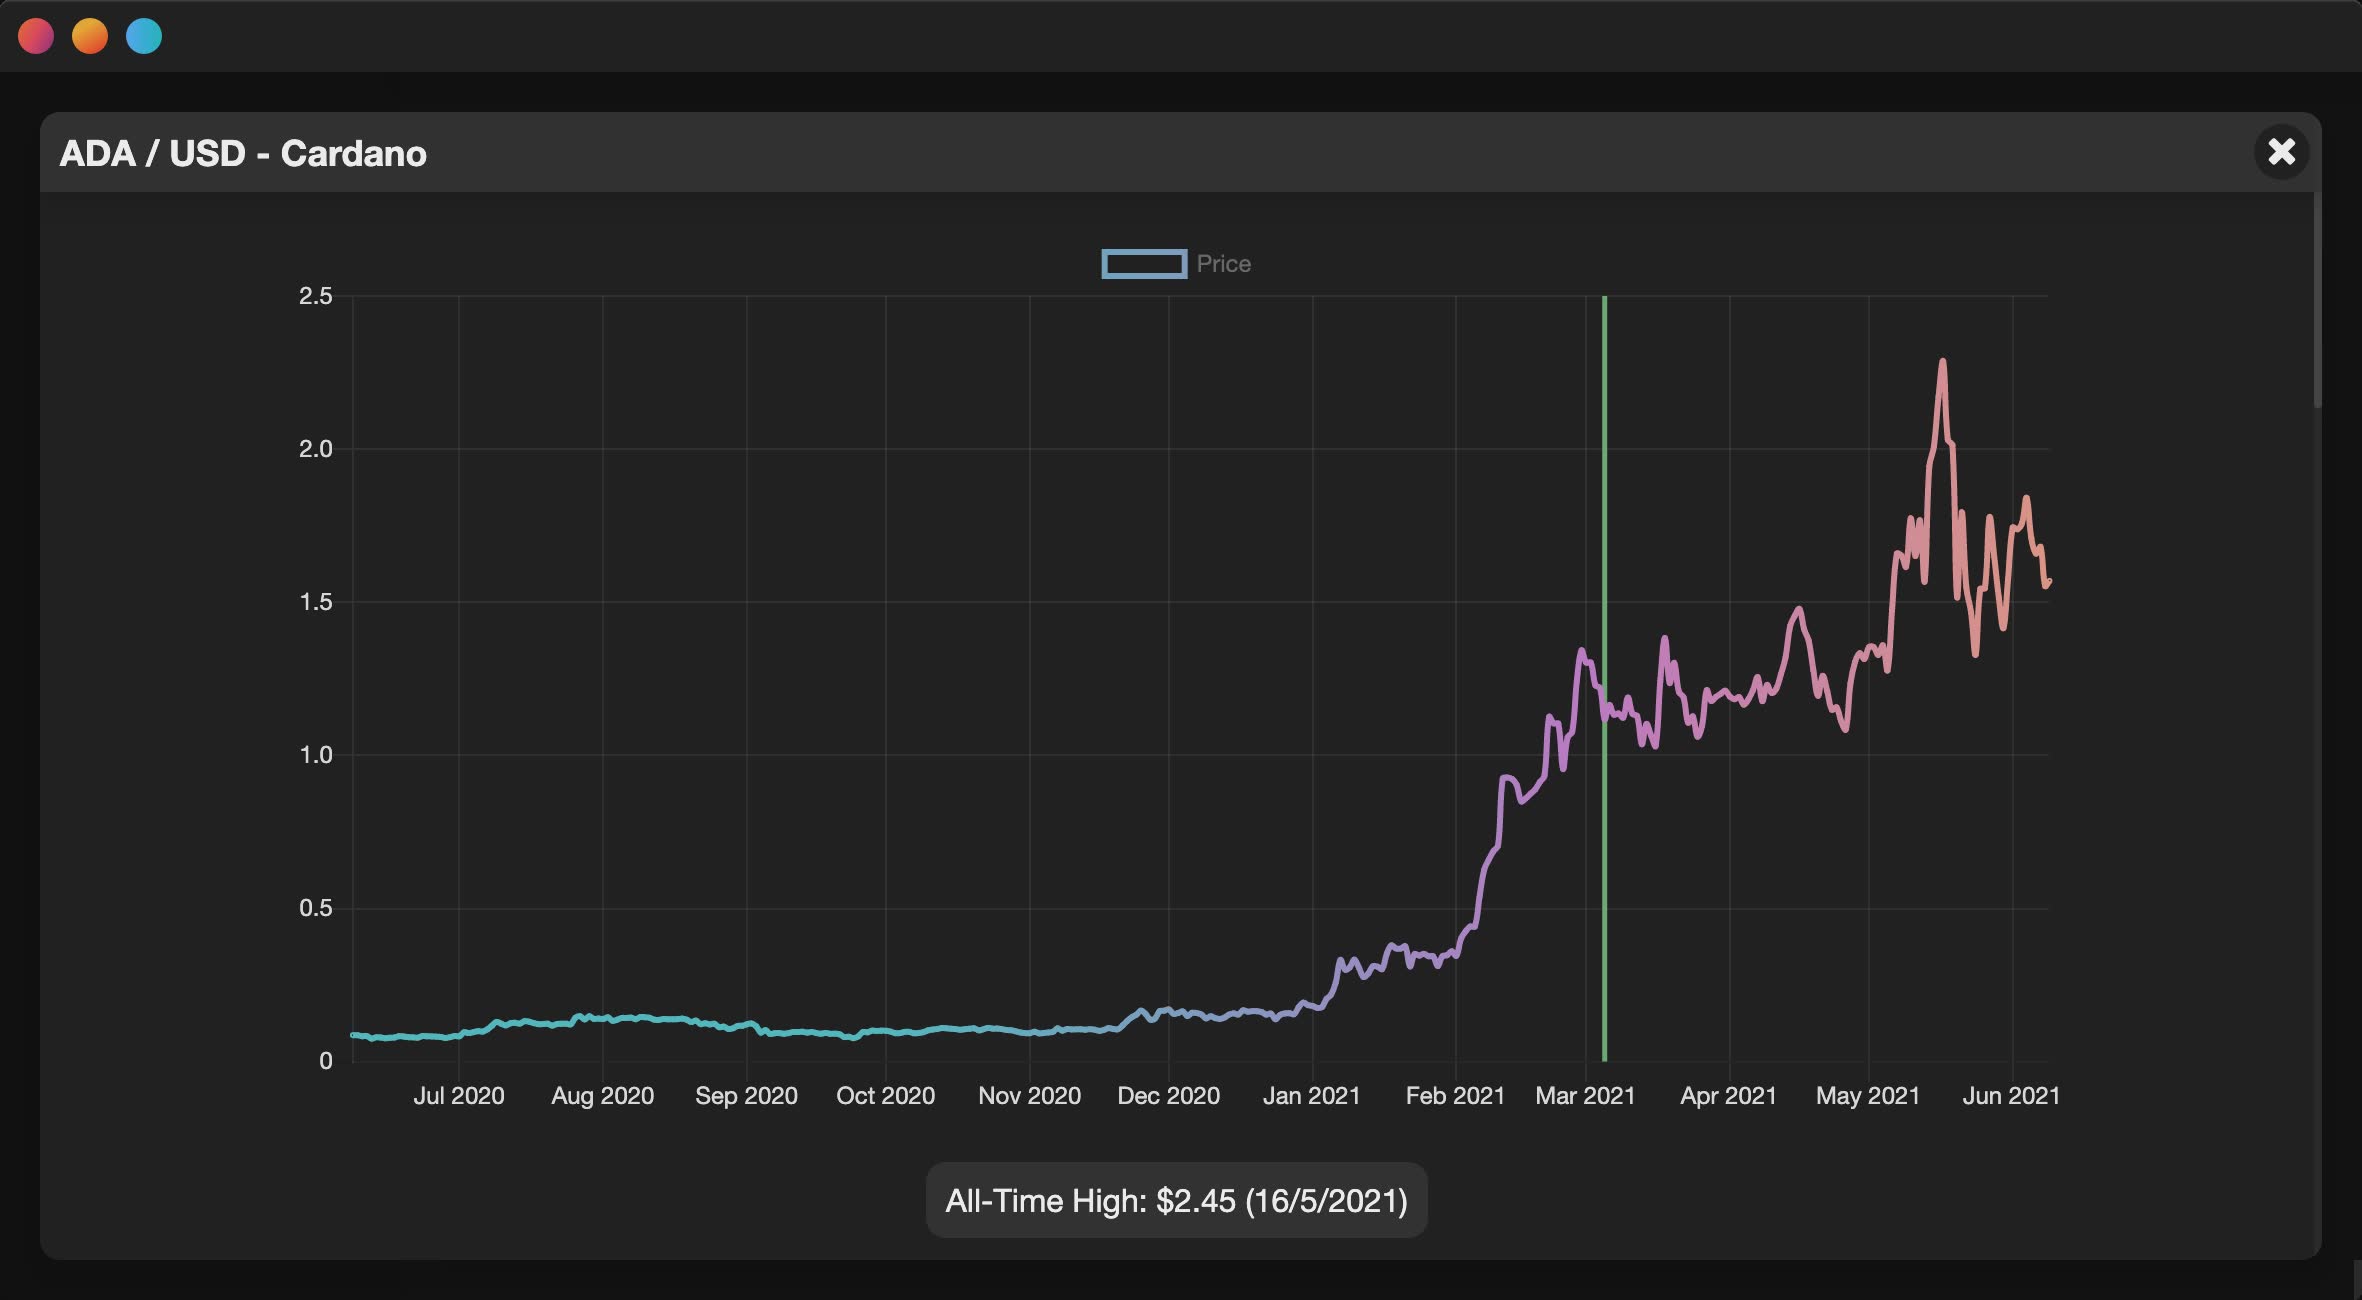 ADA / USD - Cardano
Price
2.5
2.0
1.5
1.0
0.5
0
Jul 2020 Aug 2020 Sep 2020 Oct 2020 Nov 2020 Dec 2020 Jan 2021 Feb 2021 Mar 2021 Apr 2021 May 2021 Jun 2021
All-Time High: $2.45 (16/5/2021)